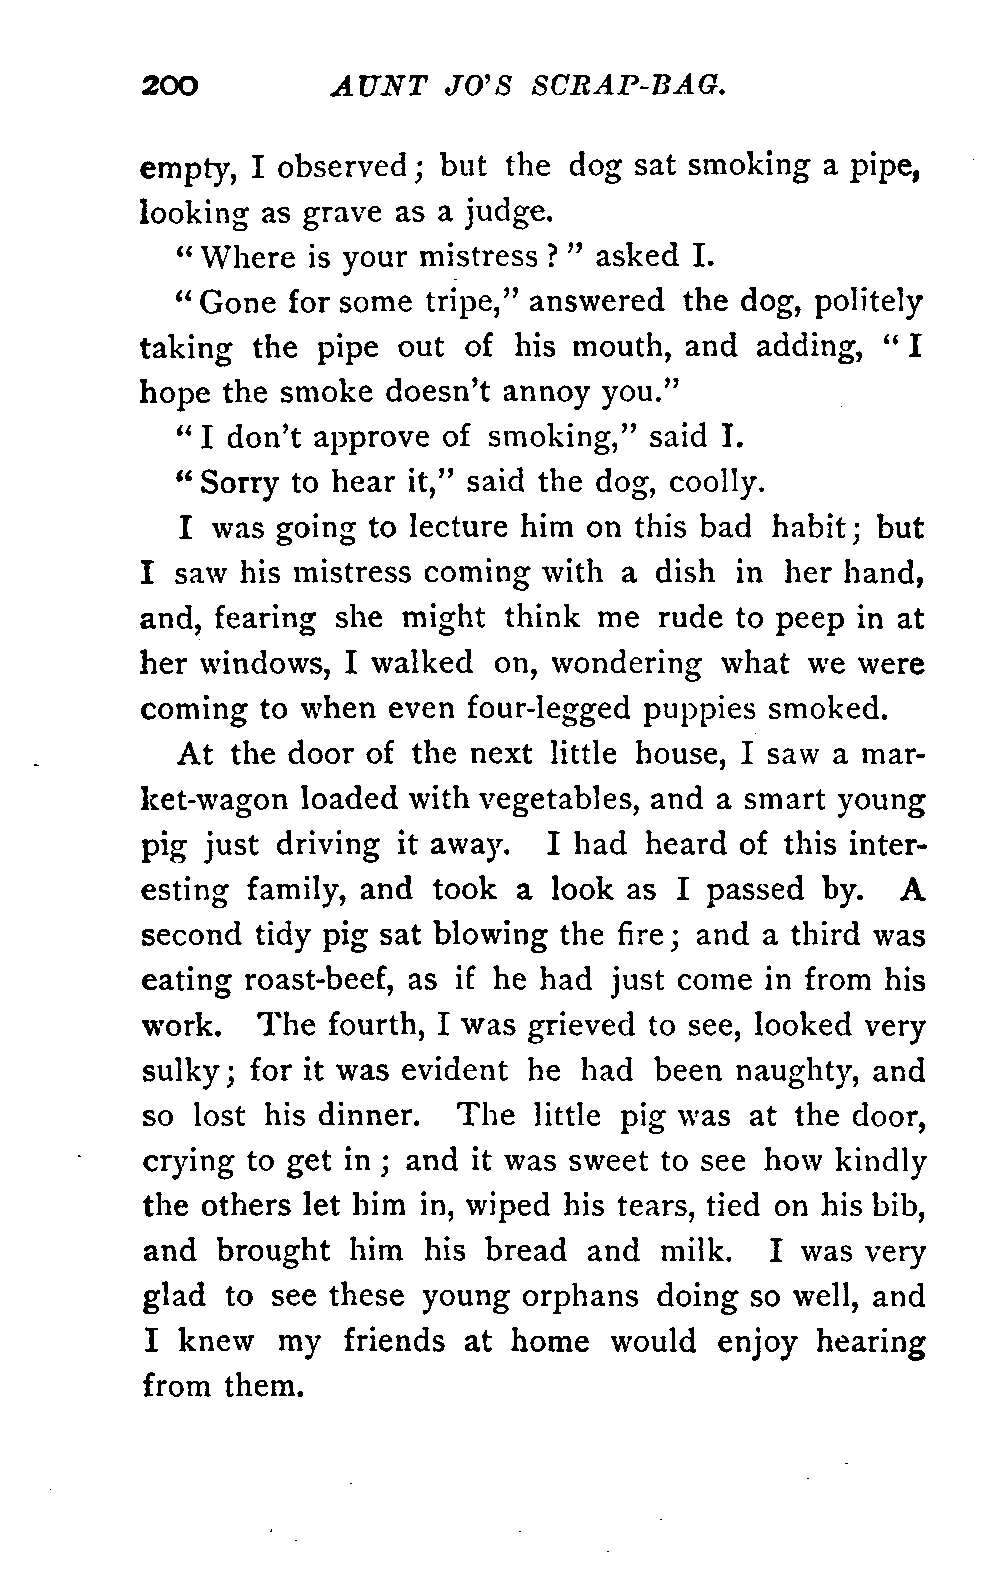 200 AUNT JO'S SCRAP-BAG.
empty, I observed; but the dog sat smoking a pipe,
looking as grave as a judge.
“Where is your mistress?” asked I.
“Gone for some tripe,” answered the dog, politely
taking the pipe out of his mouth, and adding, “I
hope the smoke doesn't annoy you.”
“I don't approve of smoking,” said I.
“Sorry to hear it,” said the dog, coolly.
I was going to lecture him on this bad habit; but
I saw his mistress coming with a dish in her hand,
and, fearing she might think me rude to peep in at
her windows, I walked on, wondering what we were
coming to when even four-legged puppies smoked.
At the door of the next little house, I saw a mar-
ket-wagon loaded with vegetables, and a smart young
pig just driving it away. I had heard of this inter-
esting family, and took a look as I passed by. A
second tidy pig sat blowing the fire; and a third was
eating roast-beef, as if he had just come in from his
work. The fourth, I was grieved to see, looked very
sulky; for it was evident he had been naughty, and
so lost his dinner. The little pig was at the door,
crying to get in; and it was sweet to see how kindly
the others let him in, wiped his tears, tied on his bib,
and brought him his bread and milk. I was very
glad to see these young orphans doing so well, and
I knew my friends at home would enjoy hearing
from them.